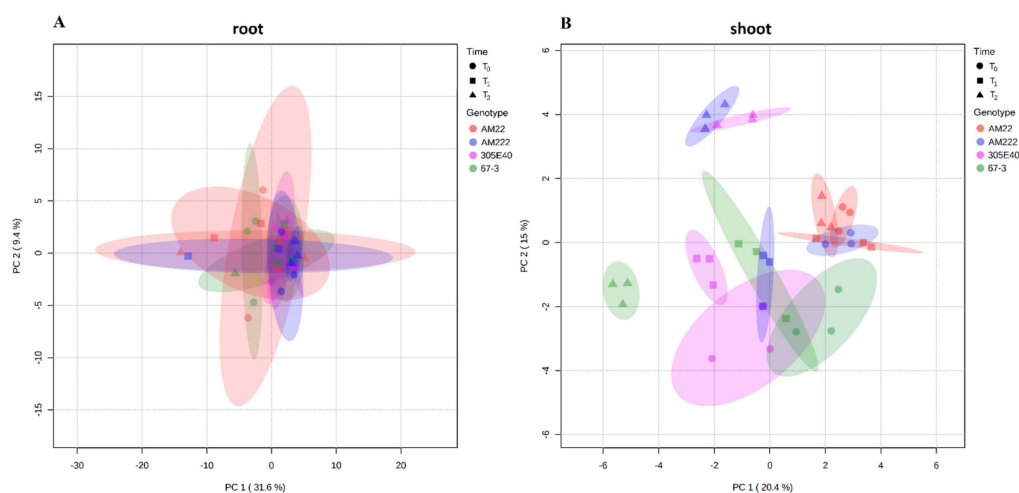 A
root
15
10
5
0
-5
-10
-15
PC 2 ( 9.4 %)
-30
-20
-10
0
10
20
PC 1 ( 31.6 %)
Time
T0
T1
T2
Genotype
AM22
AM222
305E40
67-3
B
shoot
6
4
2
0
-2
-4
-6
PC 2 ( 15 %)
-6
-4
-2
0
2
4
6
PC 1 ( 20.4 %)
Time
T0
T1
T2
Genotype
AM22
AM222
305E40
67-3